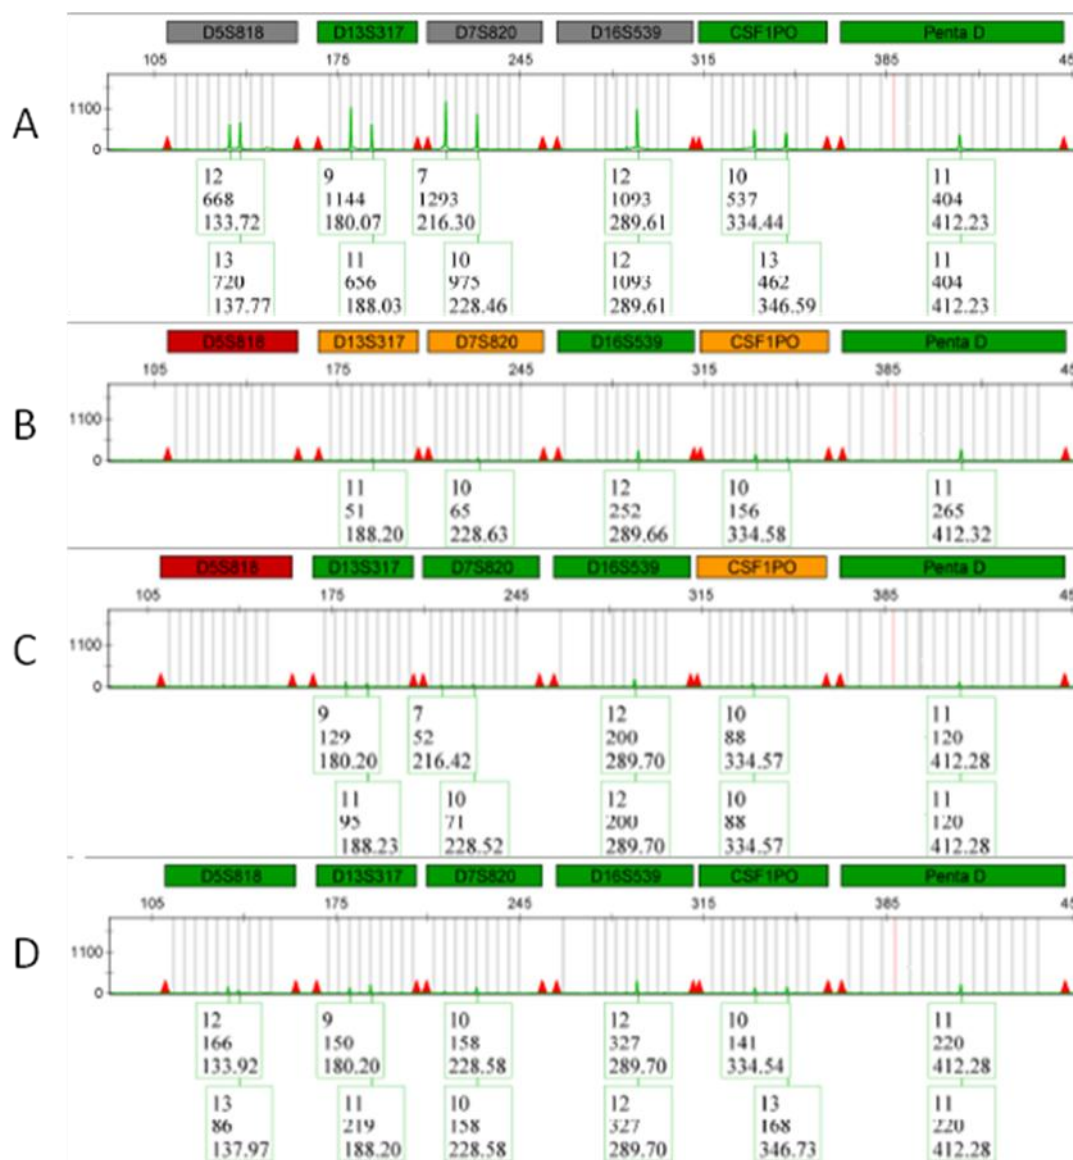 D5S818 D13S317 D7S820 D16S539 CSF1PO Penta D
105 175 245 315 385 45
A
1100
0
12 9 7 12 10 11
668 1144 1293 1093 537 404
133.72 180.07 216.30 289.61 334.44 412.23
13 11 10 12 13 11
720 656 975 1093 462 404
137.77 188.03 228.46 289.61 346.59 412.23
D5S818 D13S317 D7S820 D16S539 CSF1PO Penta D
105 175 245 315 385 45
B
1100
0
11 10 12 10 11
51 65 252 156 265
188.20 228.63 289.66 334.58 412.32
D5S818 D13S317 D7S820 D16S539 CSF1PO Penta D
105 175 245 315 385 45
C
1100
0
9 7 12 10 11
129 52 200 88 120
180.20 216.42 289.70 334.57 412.28
11 10 12 10 11
95 71 200 88 120
188.23 228.52 289.70 334.57 412.28
D5S818 D13S317 D7S820 D16S539 CSF1PO Penta D
105 175 245 315 385 45
D
1100
0
12 9 10 12 10 11
166 150 158 327 141 220
133.92 180.20 228.58 289.70 334.54 412.28
13 11 10 12 13 11
86 219 158 327 168 220
137.97 188.20 228.58 289.70 346.73 412.28